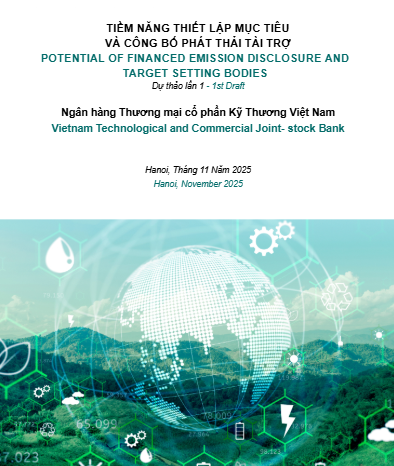 TIỀM NĂNG THIẾT LẬP MỤC TIÊU
VÀ CÔNG BỐ PHÁT THẢI TÀI TRỢ
POTENTIAL OF FINANCED EMISSION DISCLOSURE AND
TARGET SETTING BODIES
Dự thảo lần 1 - 1st Draft
Ngân hàng Thương mại cổ phần Kỹ Thương Việt Nam
Vietnam Technological and Commercial Joint- stock Bank
Hanoi, Tháng 11 Năm 2025
Hanoi, November 2025
65.099
7.023